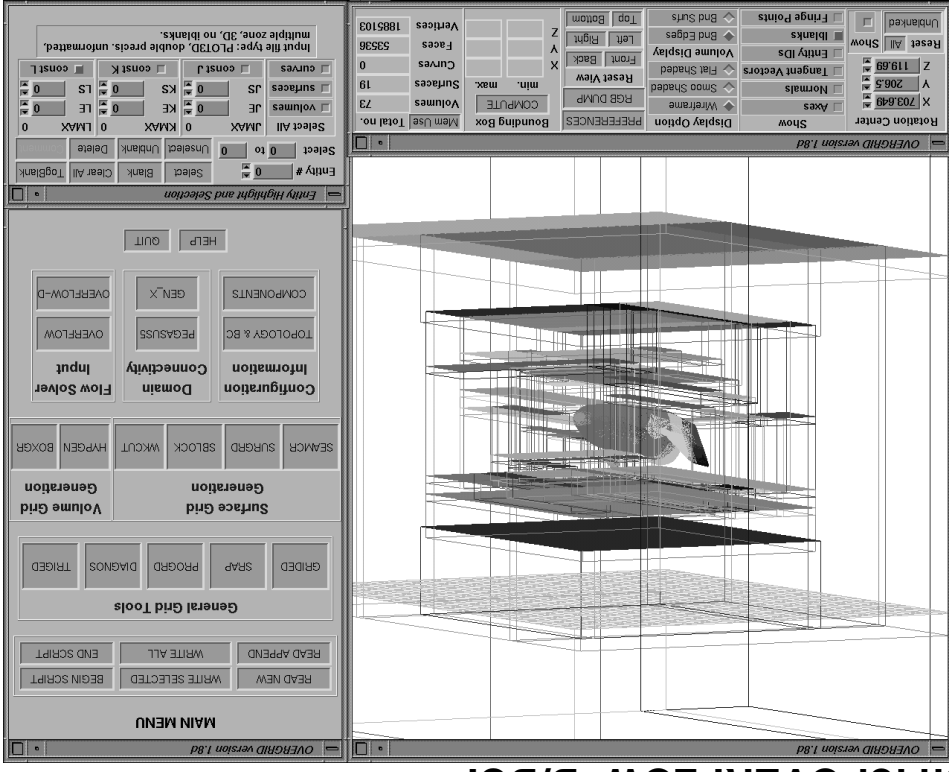 OVERGRID version 1.8d
MAIN MENU
READ NEW WRITE SELECTED BEGIN SCRIPT
READ APPEND WRITE ALL END SCRIPT
General Grid Tools
GRIDED SRAP PROGRD DIAGNOS TRIGED
Surface Grid Generation
Volume Grid Generation
SEAMCR SURGRD SBLOCK WKCUT HYPGEN BOXGR
Configuration Information
Domain Connectivity
Flow Solver Input
TOPOLOGY & BC PEGASUS5 OVERFLOW
COMPONENTS GEN_X OVERFLOW-D
HELP QUIT
OVERGRID version 1.8d
Rotation Center
X 703.649
Y 206.5
Z 119.69
Reset All Show
Unblanked
Show
Axes
Normals
Tangent Vectors
Entity IDs
Iblanks
Fringe Points
Display Option
Wireframe
Smoo Shaded
Flat Shaded
Volume Display
Bnd Edges
Bnd Surfs
PREFERENCES
RGB DUMP
Reset View
Front Back
Left Right
Top Bottom
Bounding Box
COMPUTE
min. max
X
Y
Z
Mem Use Total no.
Volumes 73
Surfaces 19
Curves 0
Faces 53536
Vertices 1885103
Entity Highlight and Selection
Entity # 0 Select Blank Clear All TogBlank
Select 0 to 0 Unselect Unblank Delete
Select All JMAX 0 KMAX 0 LMAX 0
volumes JE 0 KE 0 LE 0
surfaces JS 0 KS 0 LS 0
curves Const J Const K Const L
Input file type: PLOT3D, double precis. unformatted,
multiple zone, 3D, no iblanks.